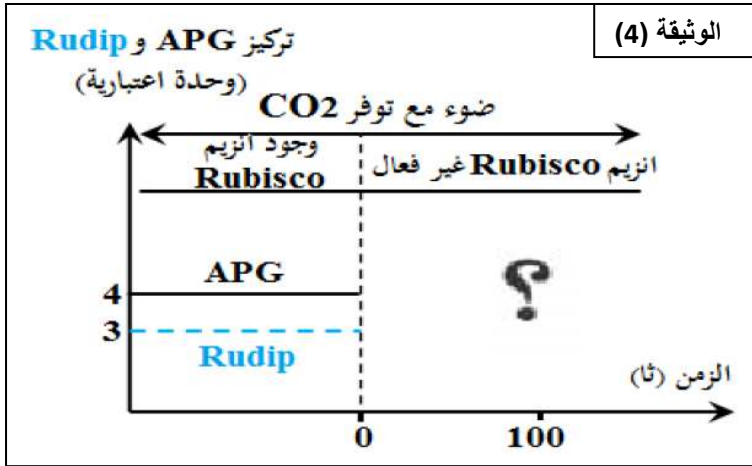 الوثيقة (4)
تركيز APG و Rudip
(وحدة اعتبارية)
ضوء مع توفر CO2
وجود انزيم
Rubisco
انزيم Rubisco غير فعال
APG
4
3
Rudip
؟
الزمن (ثا)
0
100